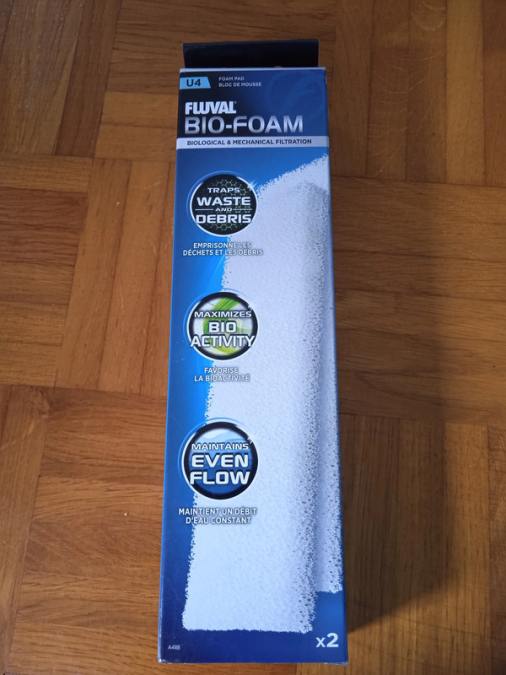 U4
FOAM PAD
BLOC DE MOUSSE
FLUVAL
BIO-FOAM
BIOLOGICAL & MECHANICAL FILTRATION
TRAPS
WASTE
AND
DEBRIS
EMPRISONNE LES
DÉCHETS ET LES DÉBRIS
MAXIMIZES
BIO
ACTIVITY
FAVORISE
LA BIOACTIVITÉ
MAINTAINS
EVEN
FLOW
MAINTIENT UN DÉBIT
D'EAU CONSTANT
A488
x2